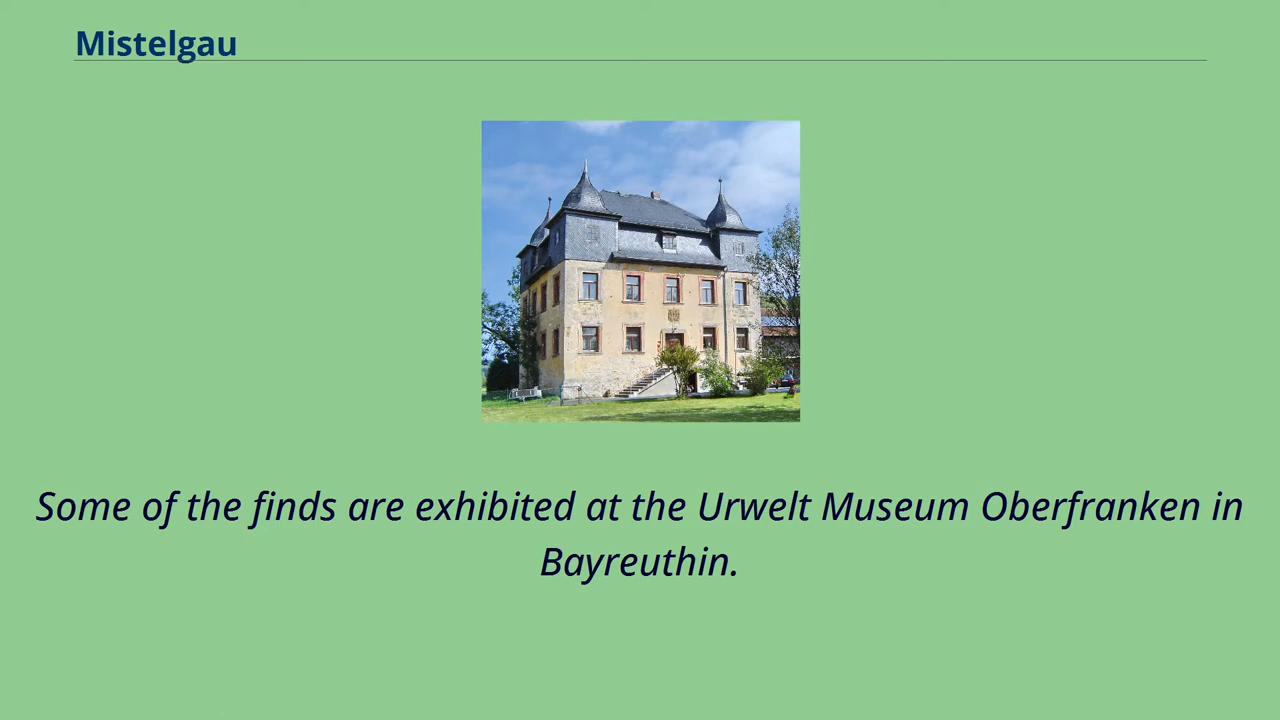 Mistelgau
Some of the finds are exhibited at the Urwelt Museum Oberfranken in
Bayreuthin.